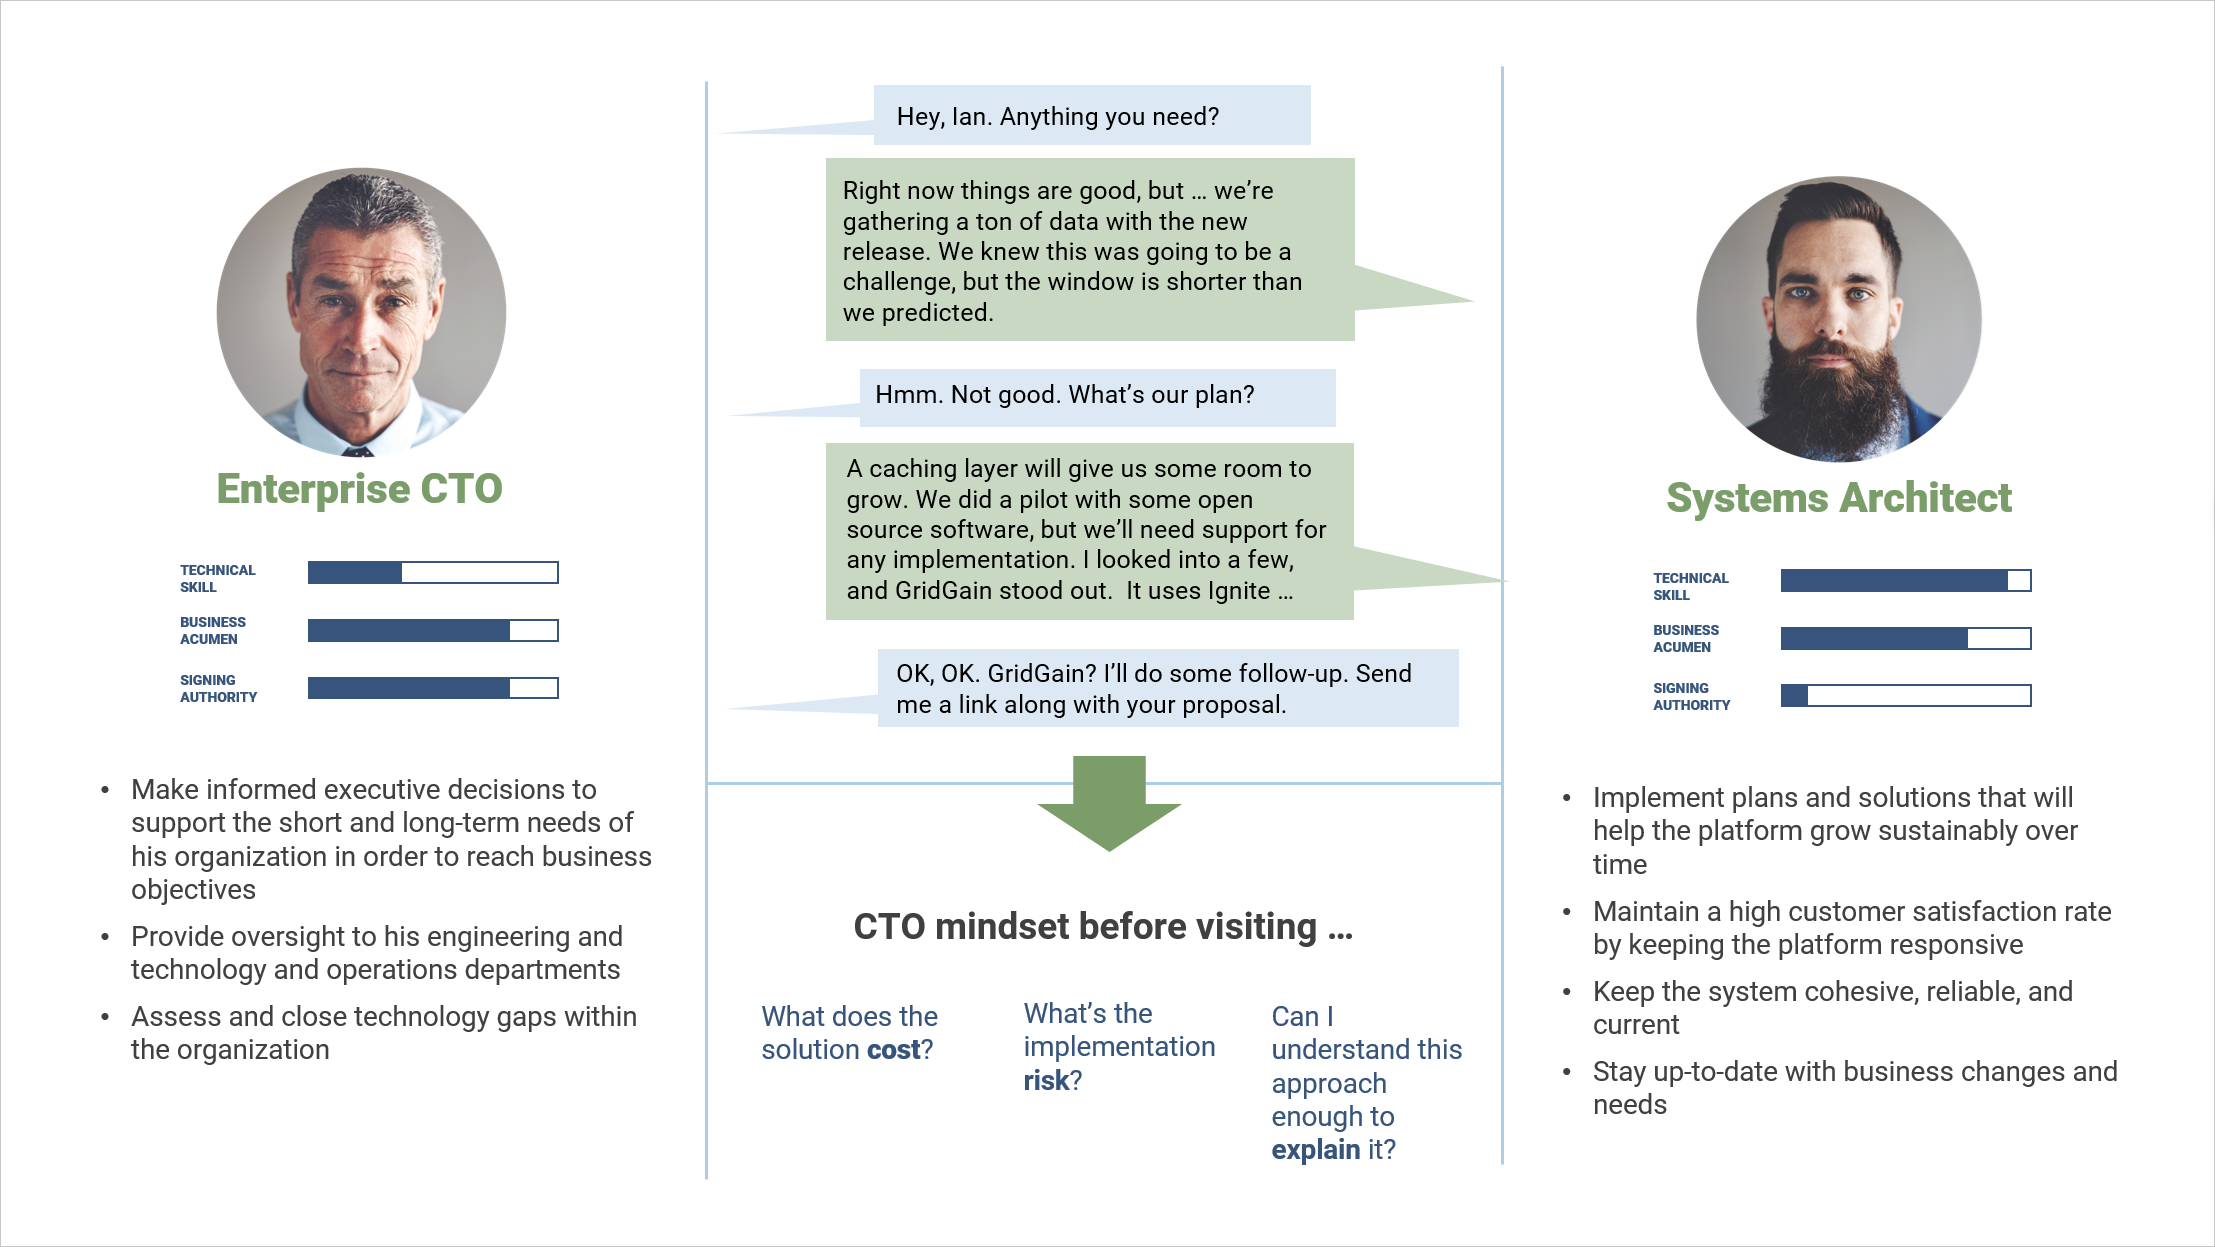 Enterprise CTO
TECHNICAL
SKILL
BUSINESS
ACUMEN
SIGNING
AUTHORITY
• Make informed executive decisions to
support the short and long-term needs of
his organization in order to reach business
objectives
• Provide oversight to his engineering and
technology and operations departments
• Assess and close technology gaps within
the organization
Hey, Ian. Anything you need?
Right now things are good, but … we’re
gathering a ton of data with the new
release. We knew this was going to be a
challenge, but the window is shorter than
we predicted.
Hmm. Not good. What’s our plan?
A caching layer will give us some room to
grow. We did a pilot with some open
source software, but we’ll need support for
any implementation. I looked into a few,
and GridGain stood out.  It uses Ignite …
OK, OK. GridGain? I’ll do some follow-up. Send
me a link along with your proposal.
CTO mindset before visiting …
What does the
solution cost?
What’s the
implementation
risk?
Can I
understand this
approach
enough to
explain it?
Systems Architect
TECHNICAL
SKILL
BUSINESS
ACUMEN
SIGNING
AUTHORITY
• Implement plans and solutions that will
help the platform grow sustainably over
time
• Maintain a high customer satisfaction rate
by keeping the platform responsive
• Keep the system cohesive, reliable, and
current
• Stay up-to-date with business changes and
needs